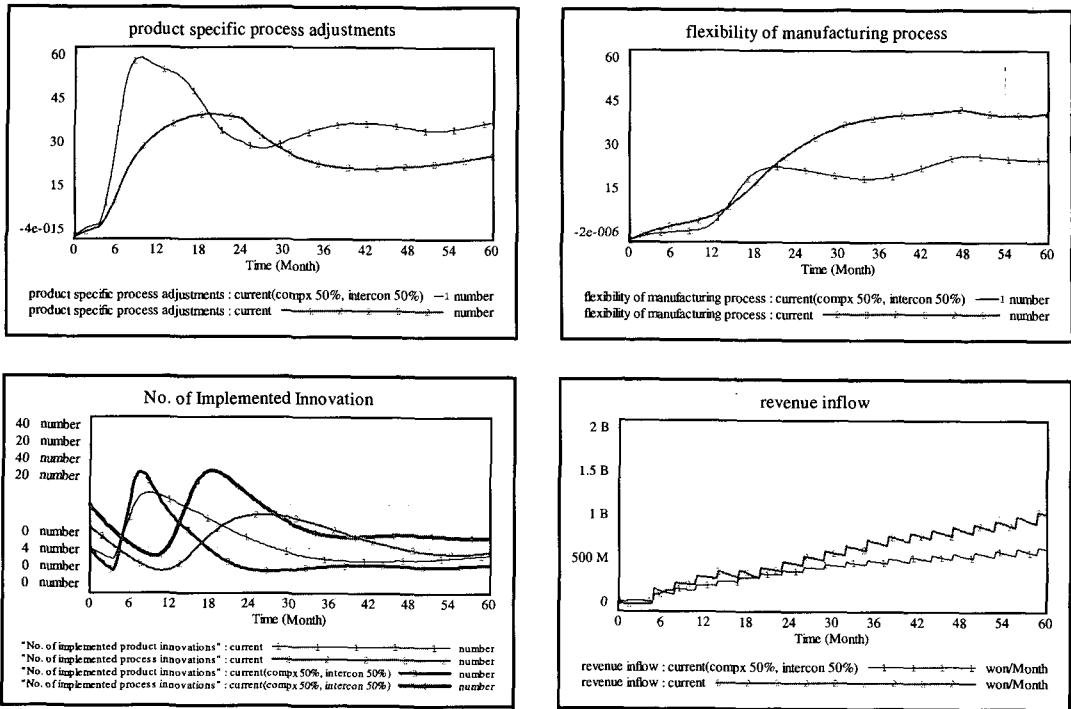 product specific process adjustments
60
45
30
15
-4e-015
0 6 12 18 24 30 36 42 48 54 60
Time (Month)
product specific process adjustments : current(compx 50%, intercon 50%) 1 number
product specific process adjustments : current 2 2 2 2 2 number
flexibility of manufacturing process
60
45
30
15
-2e-006
0 6 12 18 24 30 36 42 48 54 60
Time (Month)
flexibility of manufacturing process : current(compx 50%, intercon 50%) 1 number
flexibility of manufacturing process : current number
No. of Implemented Innovation
40 number
20 number
40 number
20 number
0 number
4 number
0 number
0 number
0 6 12 18 24 30 36 42 48 54 60
Time (Month)
"No. of implemented product innovations" : current number
"No. of implemented process innovations" : current number
"No. of implemented product innovations" : current(compx 50%, intercon 50%) number
"No. of implemented process innovations" : current(compx 50%, intercon 50%) number
revenue inflow
2 B
1.5 B
1 B
500 M
0
0 6 12 18 24 30 36 42 48 54 60
Time (Month)
revenue inflow : current(compx 50%, intercon 50%) won/Month
revenue inflow : current won/Month